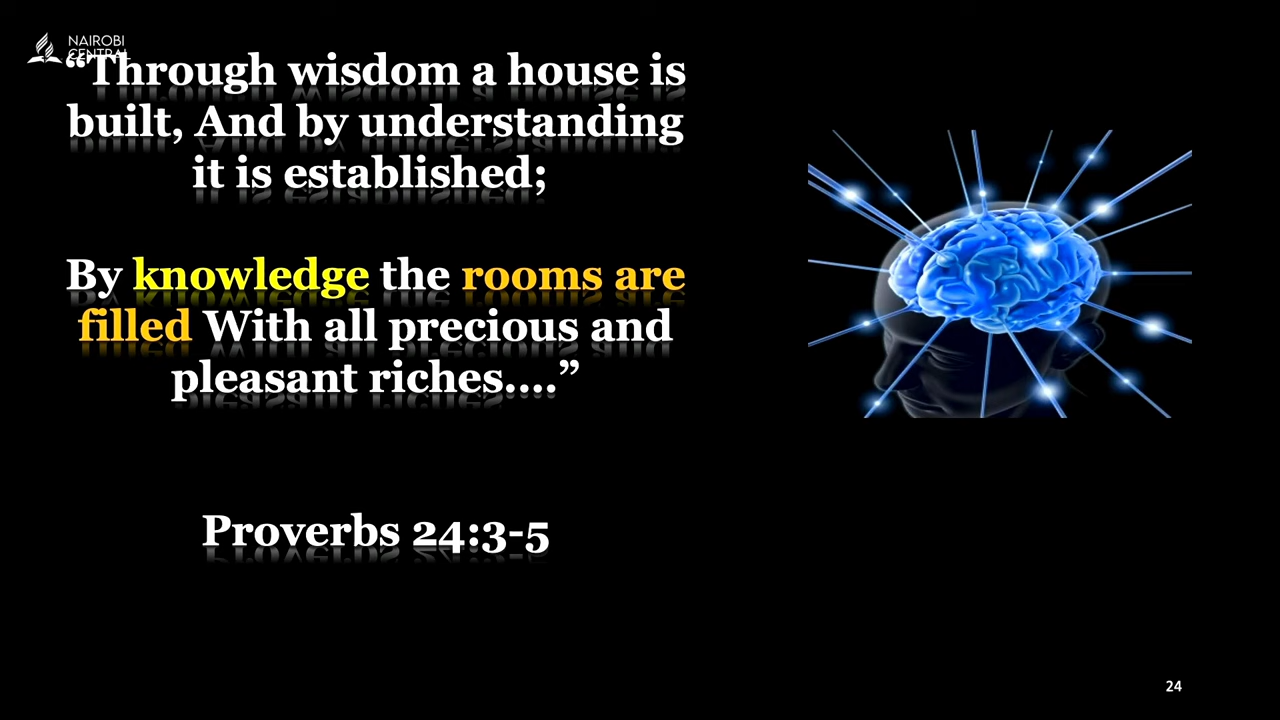 NAIROBI
CENTRAL
“Through wisdom a house is
built, And by understanding
it is established;
By knowledge the rooms are
filled With all precious and
pleasant riches....”
Proverbs 24:3-5
24